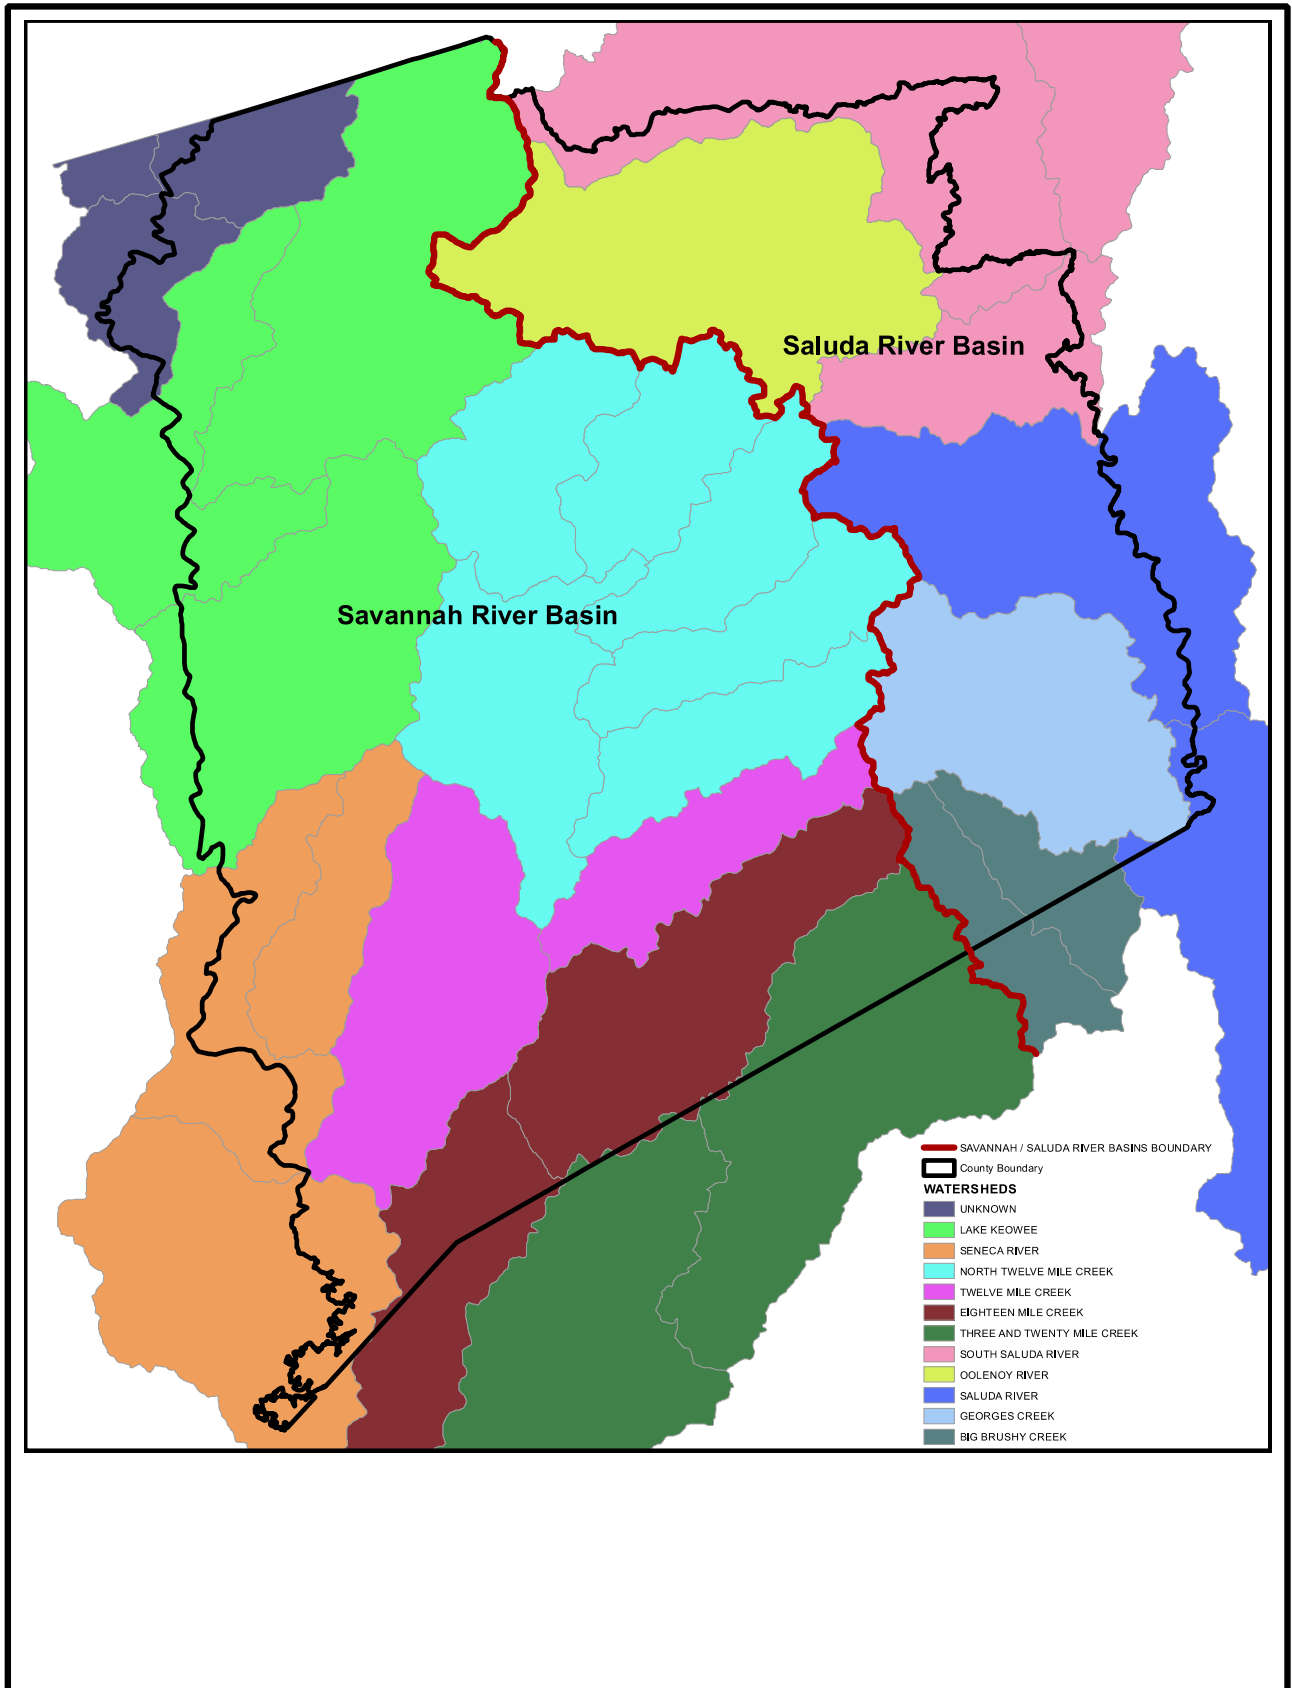 Saluda River Basin
Savannah River Basin
SAVANNAH / SALUDA RIVER BASINS BOUNDARY
County Boundary
WATERSHEDS
UNKNOWN
LAKE KEOWEE
SENECA RIVER
NORTH TWELVE MILE CREEK
TWELVE MILE CREEK
EIGHTEEN MILE CREEK
THREE AND TWENTY MILE CREEK
SOUTH SALUDA RIVER
OOLENOY RIVER
SALUDA RIVER
GEORGES CREEK
BIG BRUSHY CREEK